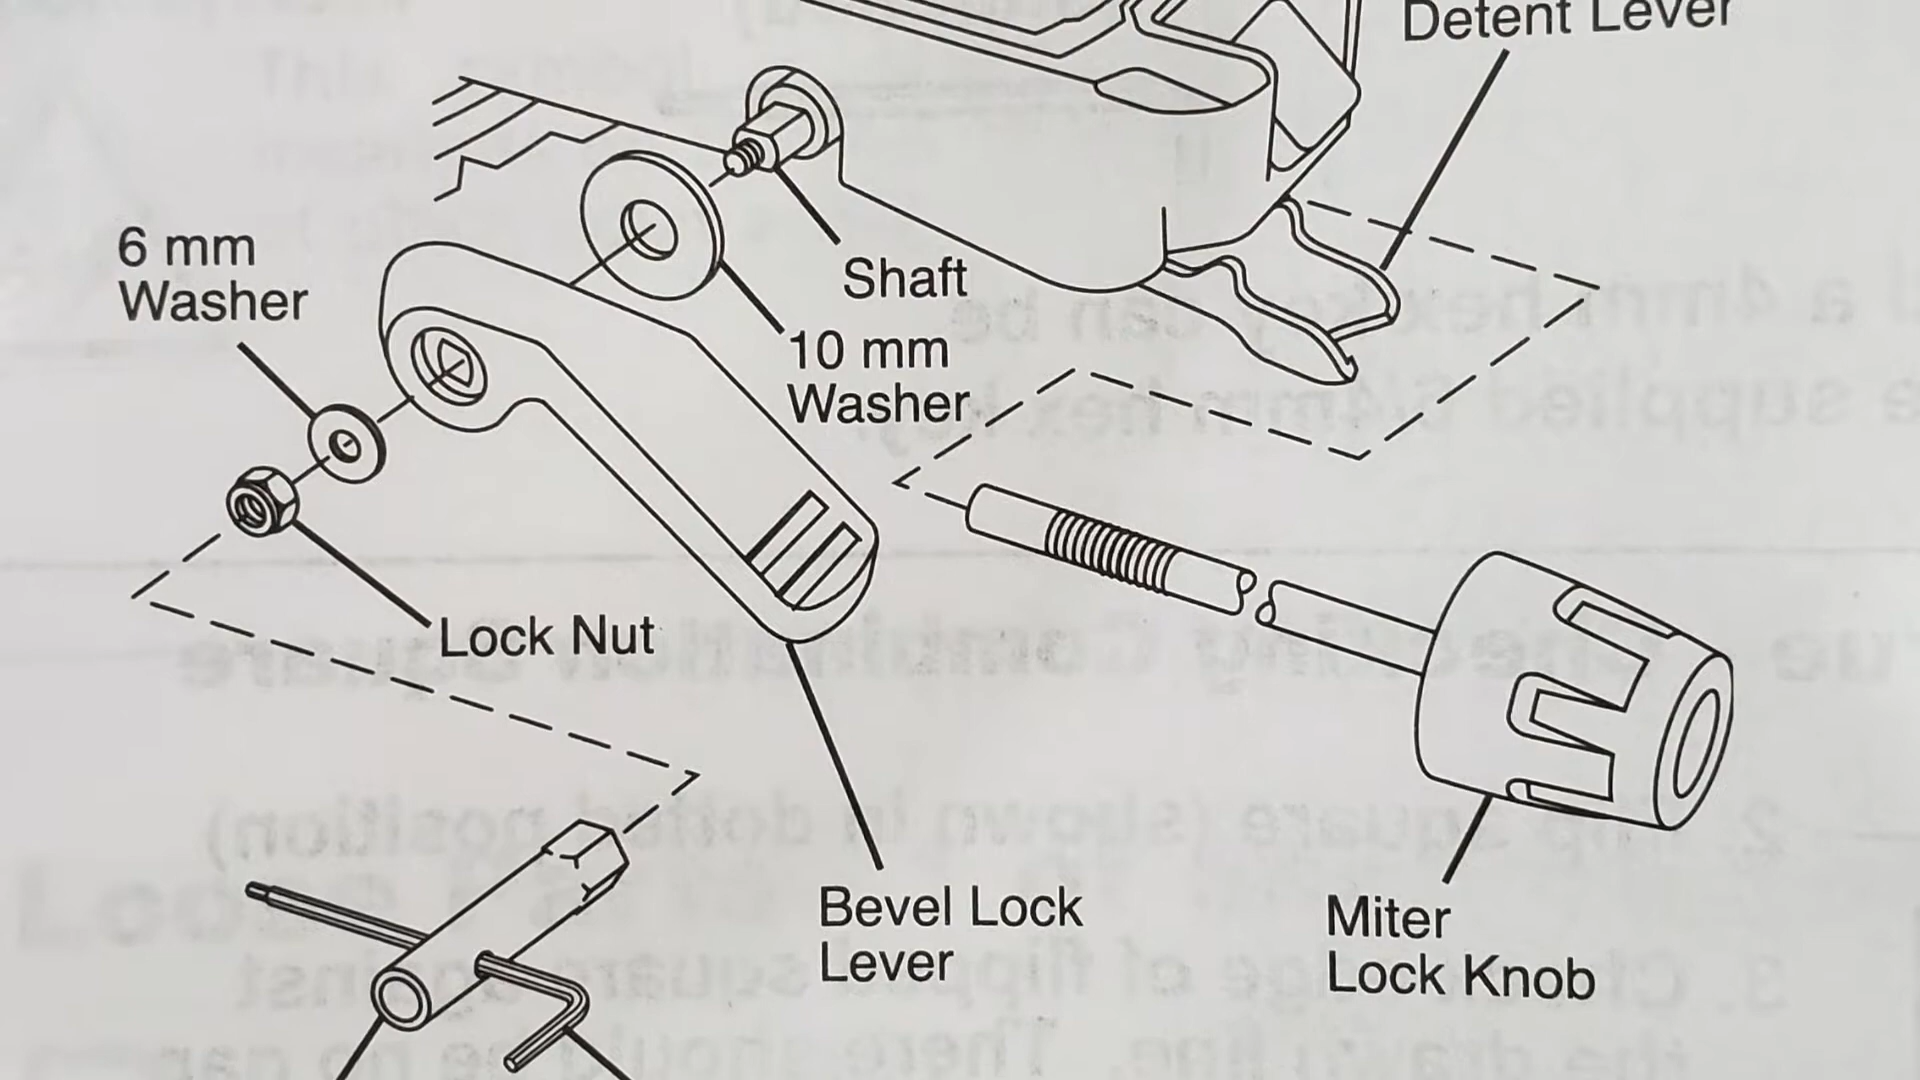 Detent Lever
6 mm
Washer
Shaft
10 mm
Washer
Lock Nut
Bevel Lock
Lever
Miter
Lock Knob